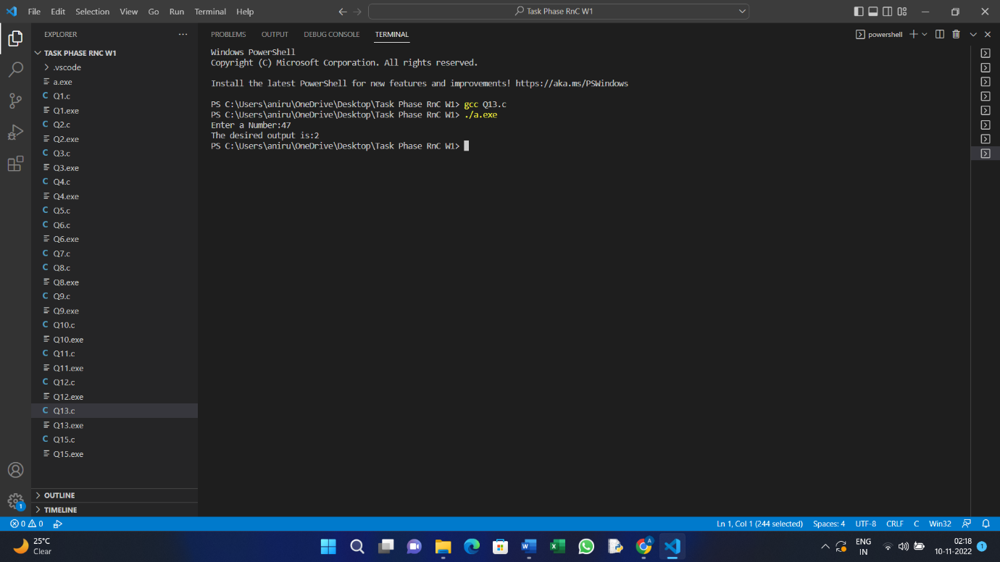 File Edit Selection View Go Run Terminal Help
Task Phase RnC W1
EXPLORER
TASK PHASE RNC W1
.vscode
a.exe
Q1.c
Q1.exe
Q2.c
Q2.exe
Q3.c
Q3.exe
Q4.c
Q4.exe
Q5.c
Q6.c
Q6.exe
Q7.c
Q8.c
Q8.exe
Q9.c
Q9.exe
Q10.c
Q10.exe
Q11.c
Q11.exe
Q12.c
Q12.exe
Q13.c
Q13.exe
Q15.c
Q15.exe
OUTLINE
TIMELINE
PROBLEMS OUTPUT DEBUG CONSOLE TERMINAL
powershell
Windows PowerShell
Copyright (C) Microsoft Corporation. All rights reserved.
Install the latest PowerShell for new features and improvements! https://aka.ms/PSWindows
PS C:\Users\aniru\OneDrive\Desktop\Task Phase RnC W1> gcc Q13.c
PS C:\Users\aniru\OneDrive\Desktop\Task Phase RnC W1> ./a.exe
Enter a Number:47
The desired output is:2
PS C:\Users\aniru\OneDrive\Desktop\Task Phase RnC W1>
1
0 0
Ln 1, Col 1 (244 selected) Spaces: 4 UTF-8 CRLF C Win32
25°C
Clear
ENG
IN
02:18
10-11-2022
1